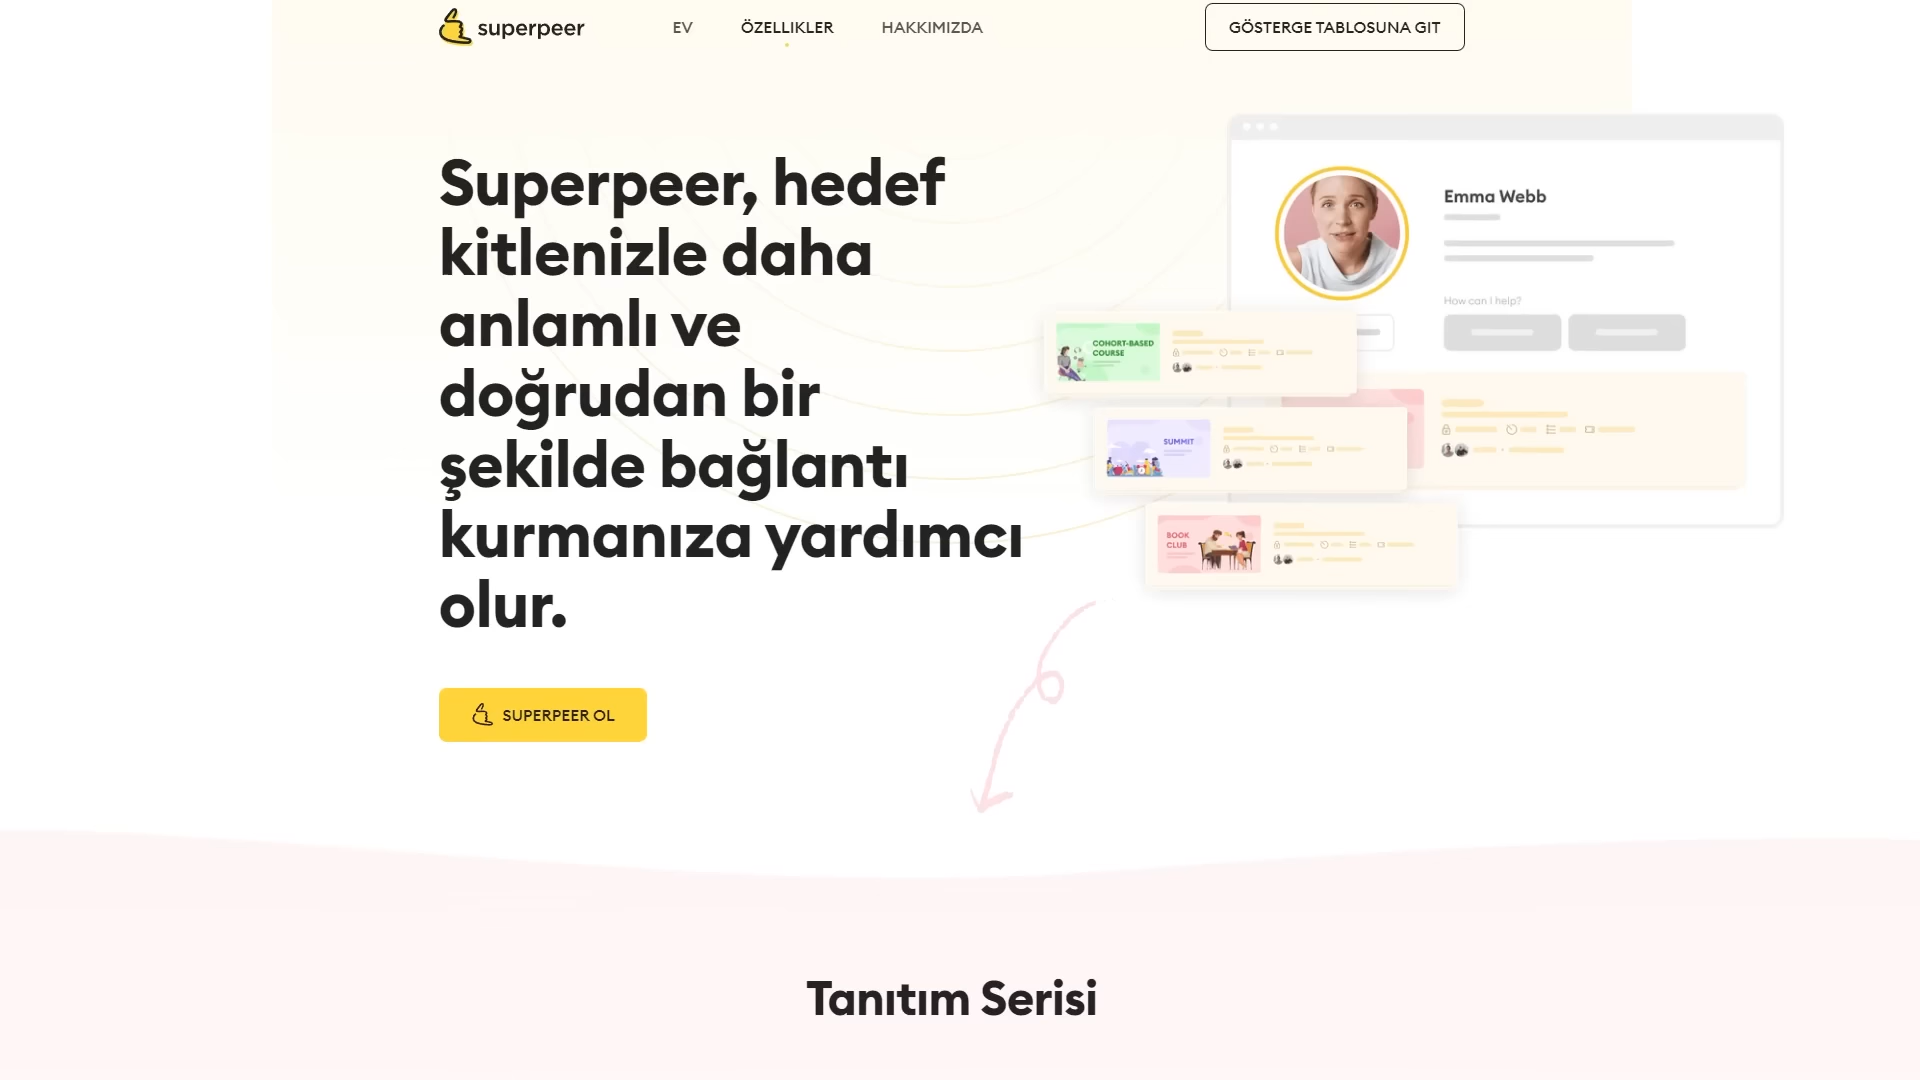 superpeer
EV
ÖZELLIKLER
HAKKIMIZDA
GÖSTERGE TABLOSUNA GIT
Superpeer, hedef
kitlenizle daha
anlamlı ve
doğrudan bir
şekilde bağlantı
kurmanıza yardımcı
olur.
SUPERPEER OL
Emma Webb
How can I help?
COHORT-BASED
COURSE
SUMMIT
BOOK
CLUB
Tanıtım Serisi